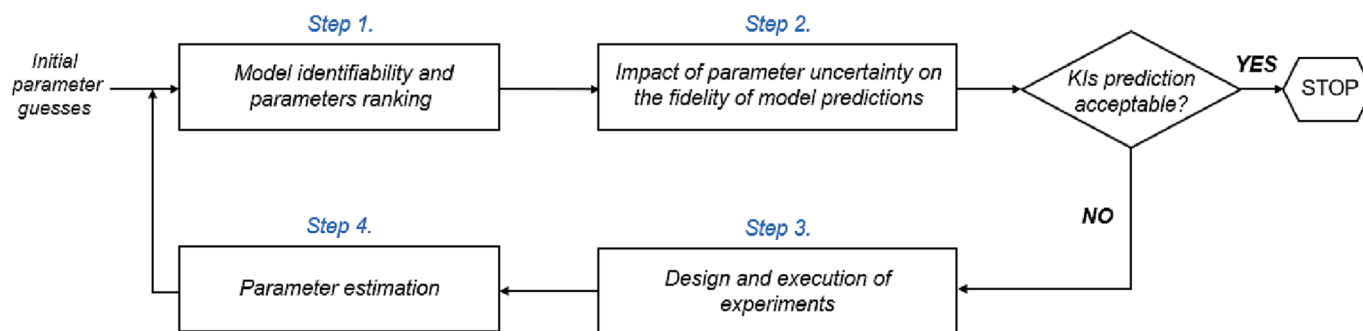 Step 1.
Step 2.
Initial
parameter
guesses
Model identifiability and
parameters ranking
Impact of parameter uncertainty on
the fidelity of model predictions
KIs prediction
acceptable?
YES
STOP
NO
Step 4.
Step 3.
Parameter estimation
Design and execution of
experiments